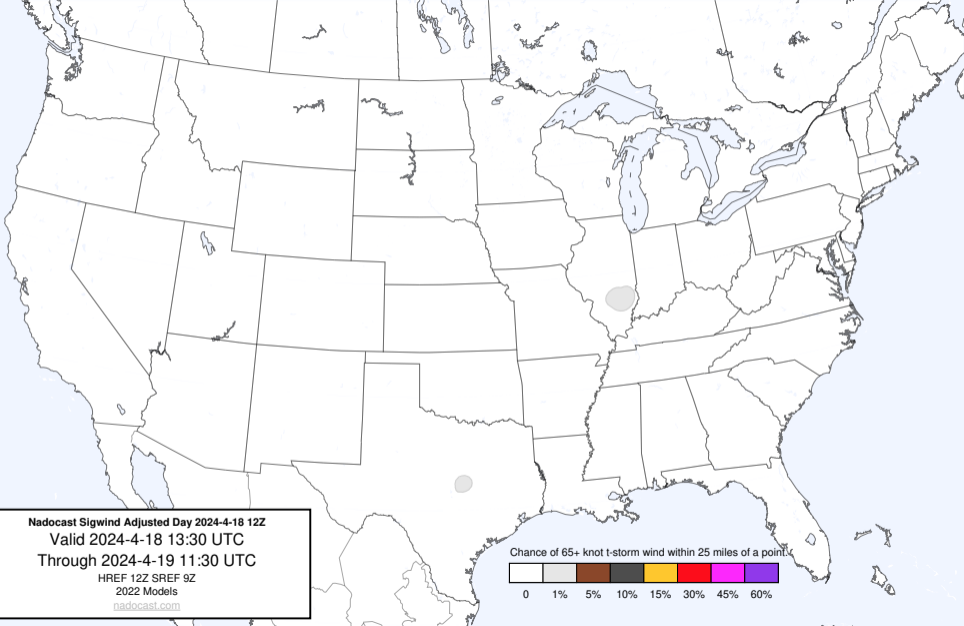 Nadocast Sigwind Adjusted Day 2024-4-18 12Z
Valid 2024-4-18 13:30 UTC
Through 2024-4-19 11:30 UTC
HREF 12Z SREF 9Z
2022 Models
nadocast.com
Chance of 65+ knot t-storm wind within 25 miles of a point.
0 1% 5% 10% 15% 30% 45% 60%